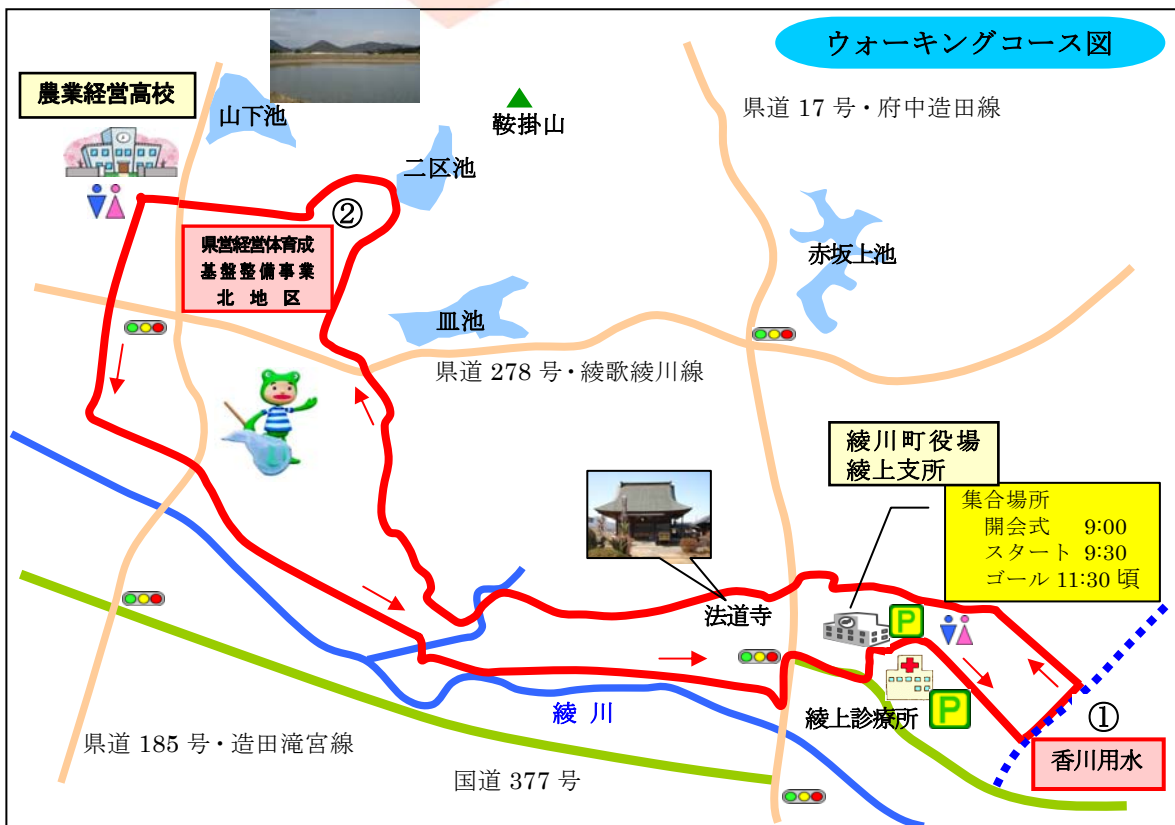 ウォーキングコース図
農業経営高校
山下池
鞍掛山
県道 17 号・府中造田線
二区池
②
県営経営体育成
基盤整備事業
北 地 区
赤坂上池
皿池
県道 278 号・綾歌綾川線
綾川町役場
綾上支所
集合場所
開会式 9:00
スタート 9:30
ゴール 11:30 頃
法道寺
P
綾 川
綾上診療所
P
①
県道 185 号・造田滝宮線
香川用水
国道 377 号